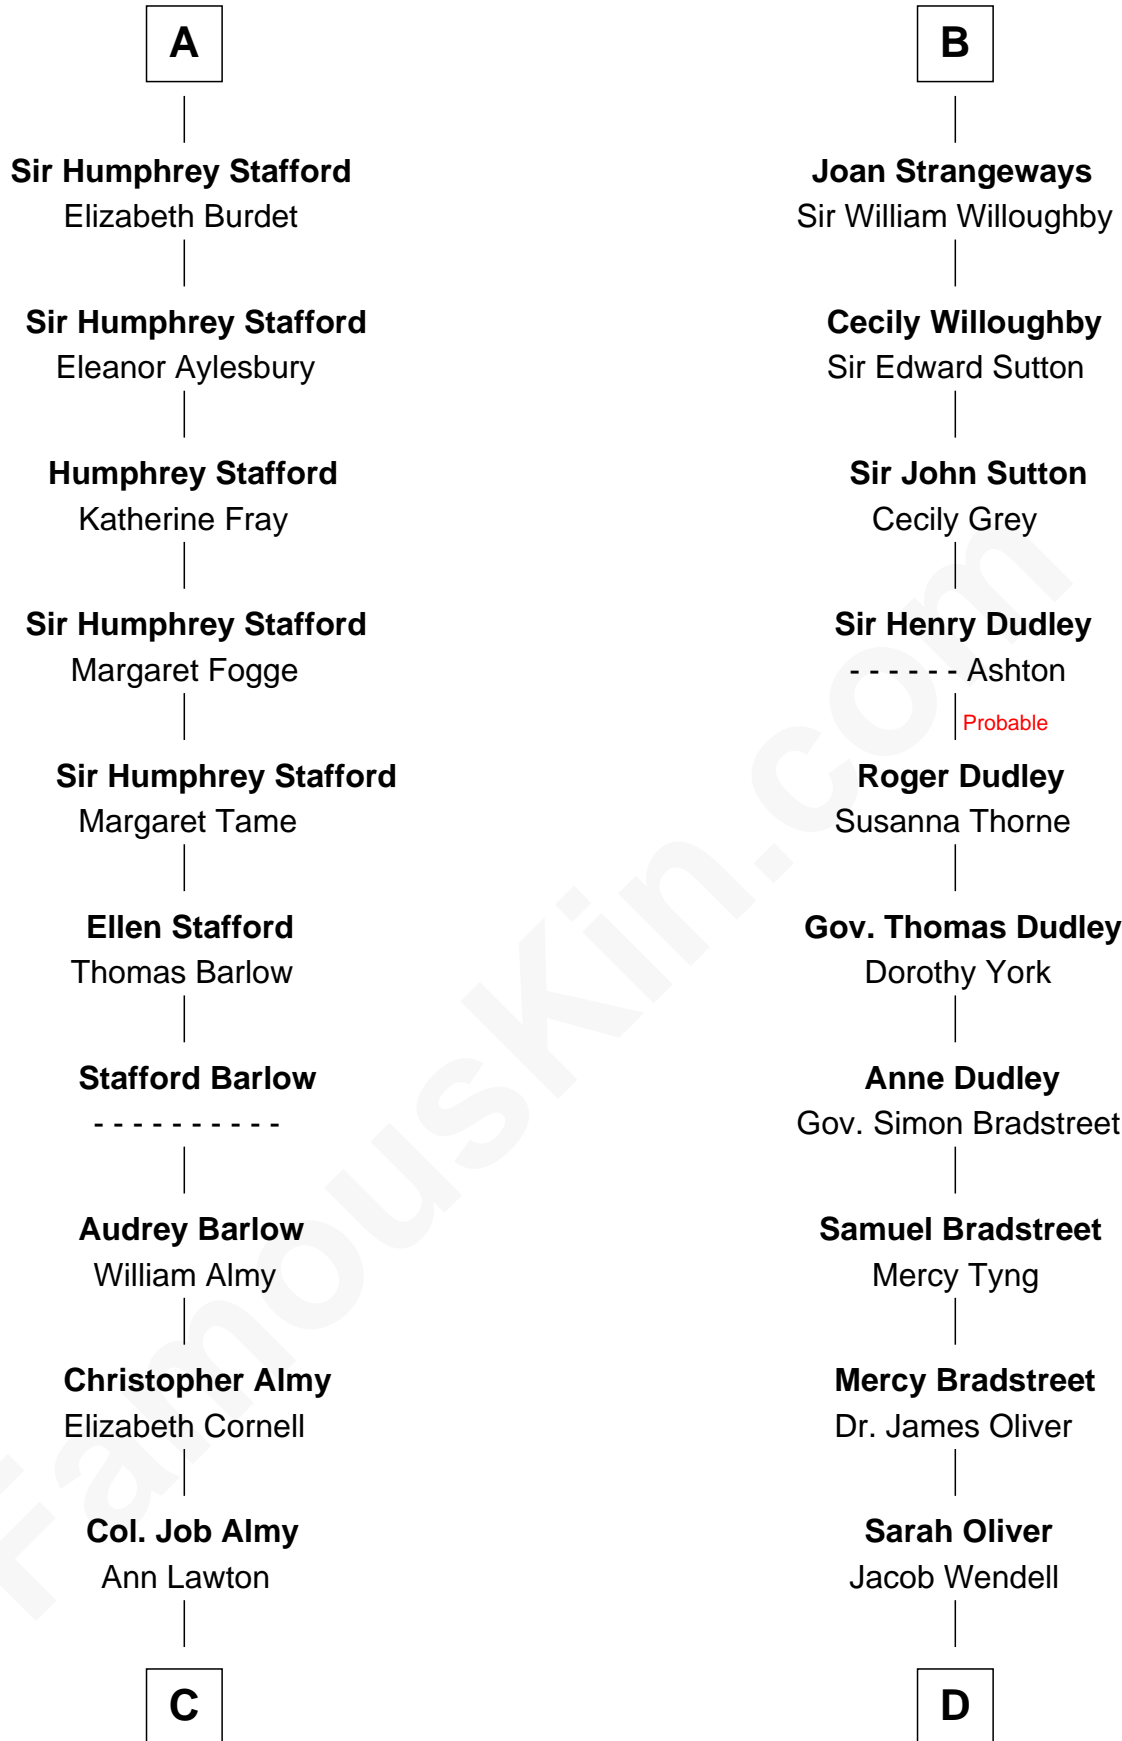 A
Sir Humphrey Stafford
Elizabeth Burdet
Sir Humphrey Stafford
Eleanor Aylesbury
Humphrey Stafford
Katherine Fray
Sir Humphrey Stafford
Margaret Fogge
Sir Humphrey Stafford
Margaret Tame
Ellen Stafford
Thomas Barlow
Stafford Barlow
- - - - - - - - - -
Audrey Barlow
William Almy
Christopher Almy
Elizabeth Cornell
Col. Job Almy
Ann Lawton
C
B
Joan Strangeways
Sir William Willoughby
Cecily Willoughby
Sir Edward Sutton
Sir John Sutton
Cecily Grey
Sir Henry Dudley
- - - - - - Ashton
Probable
Roger Dudley
Susanna Thorne
Gov. Thomas Dudley
Dorothy York
Anne Dudley
Gov. Simon Bradstreet
Samuel Bradstreet
Mercy Tyng
Mercy Bradstreet
Dr. James Oliver
Sarah Oliver
Jacob Wendell
D
FamousKin.com